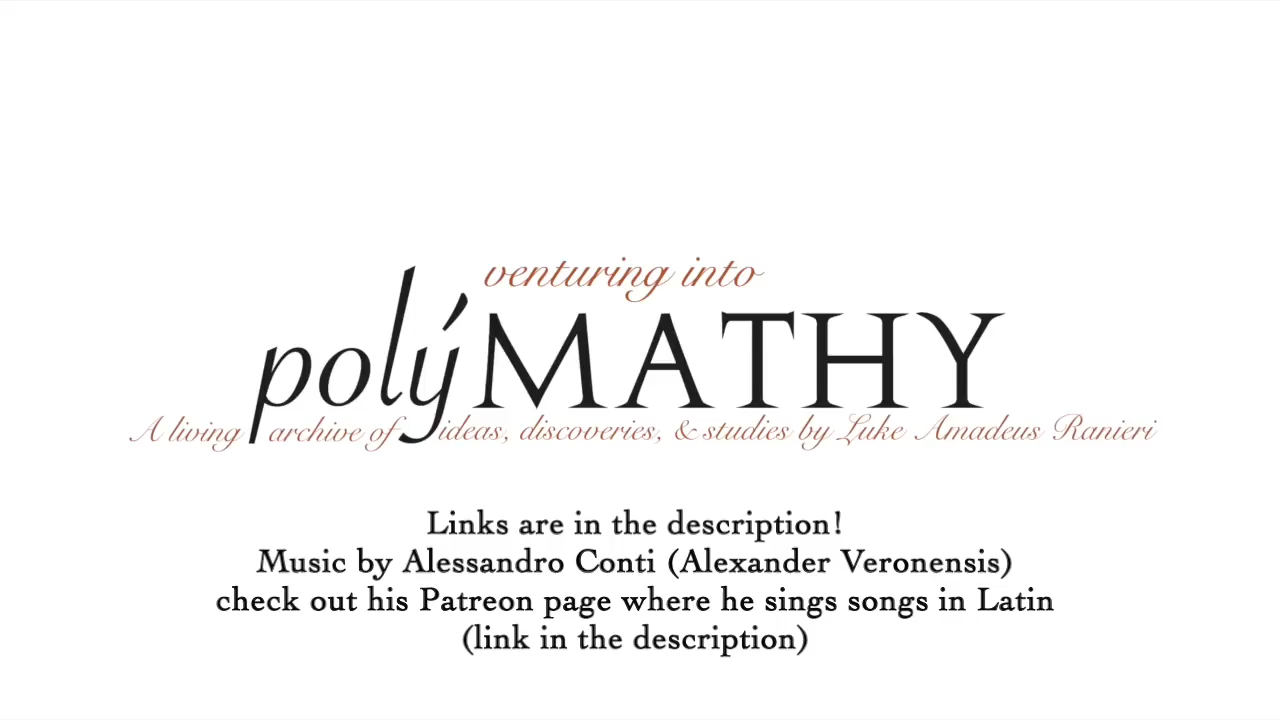 venturing into
polýMATHY
A living archive of ideas, discoveries, & studies by Luke Amadeus Ranieri
Links are in the description!
Music by Alessandro Conti (Alexander Veronensis)
check out his Patreon page where he sings songs in Latin
(link in the description)